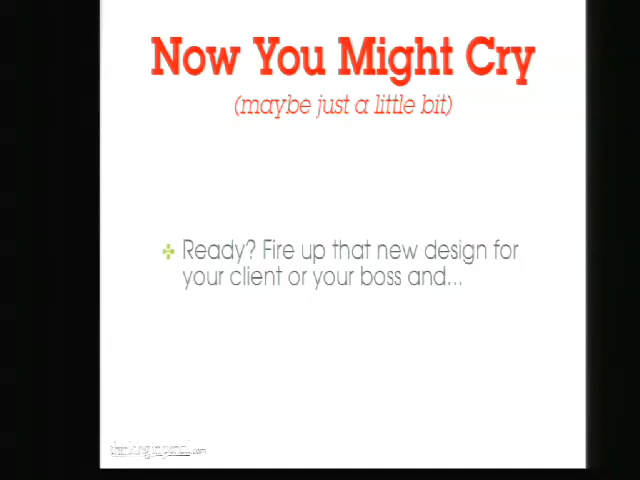 Now You Might Cry
(maybe just a little bit)
Ready? Fire up that new design for
your client or your boss and...